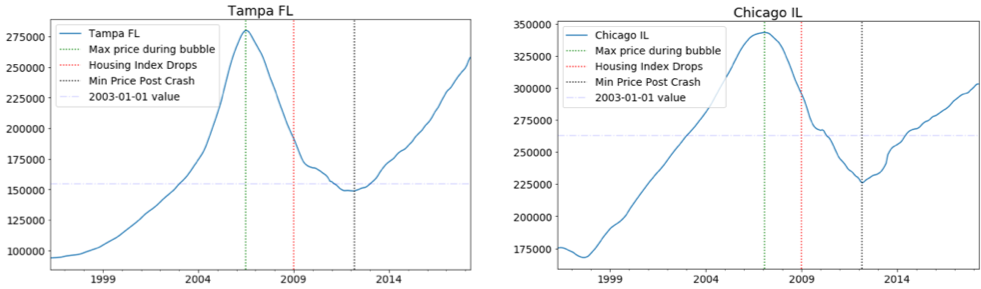 Tampa FL
275000
250000
225000
200000
175000
150000
125000
100000
Tampa FL
Max price during bubble
Housing Index Drops
Min Price Post Crash
2003-01-01 value
1999
2004
2009
2014
Chicago IL
350000
325000
300000
275000
250000
225000
200000
175000
Chicago IL
Max price during bubble
Housing Index Drops
Min Price Post Crash
2003-01-01 value
1999
2004
2009
2014